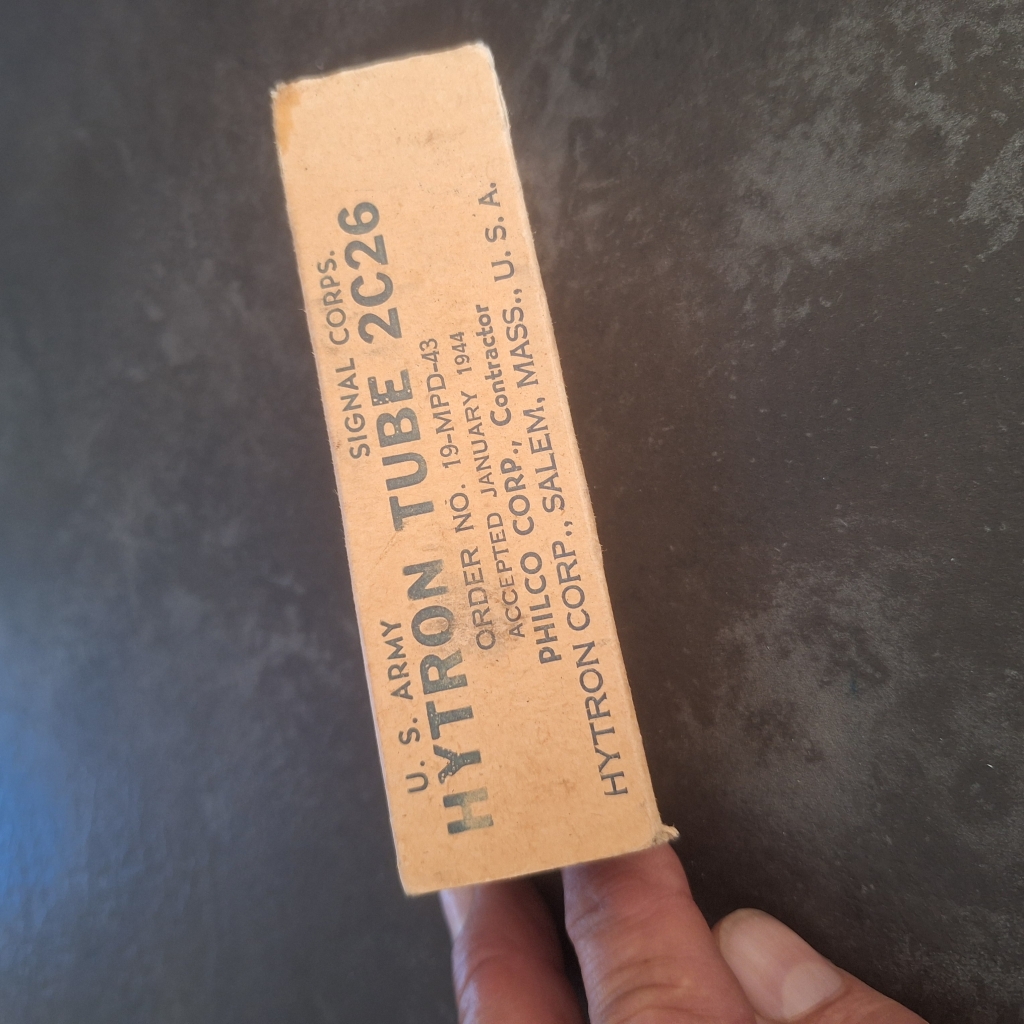 U. S. ARMY SIGNAL CORPS.
HYTRON TUBE 2C26
ORDER NO. 19-MPD-43
ACCEPTED JANUARY 1944
PHILCO CORP., Contractor
HYTRON CORP., SALEM, MASS., U. S. A.